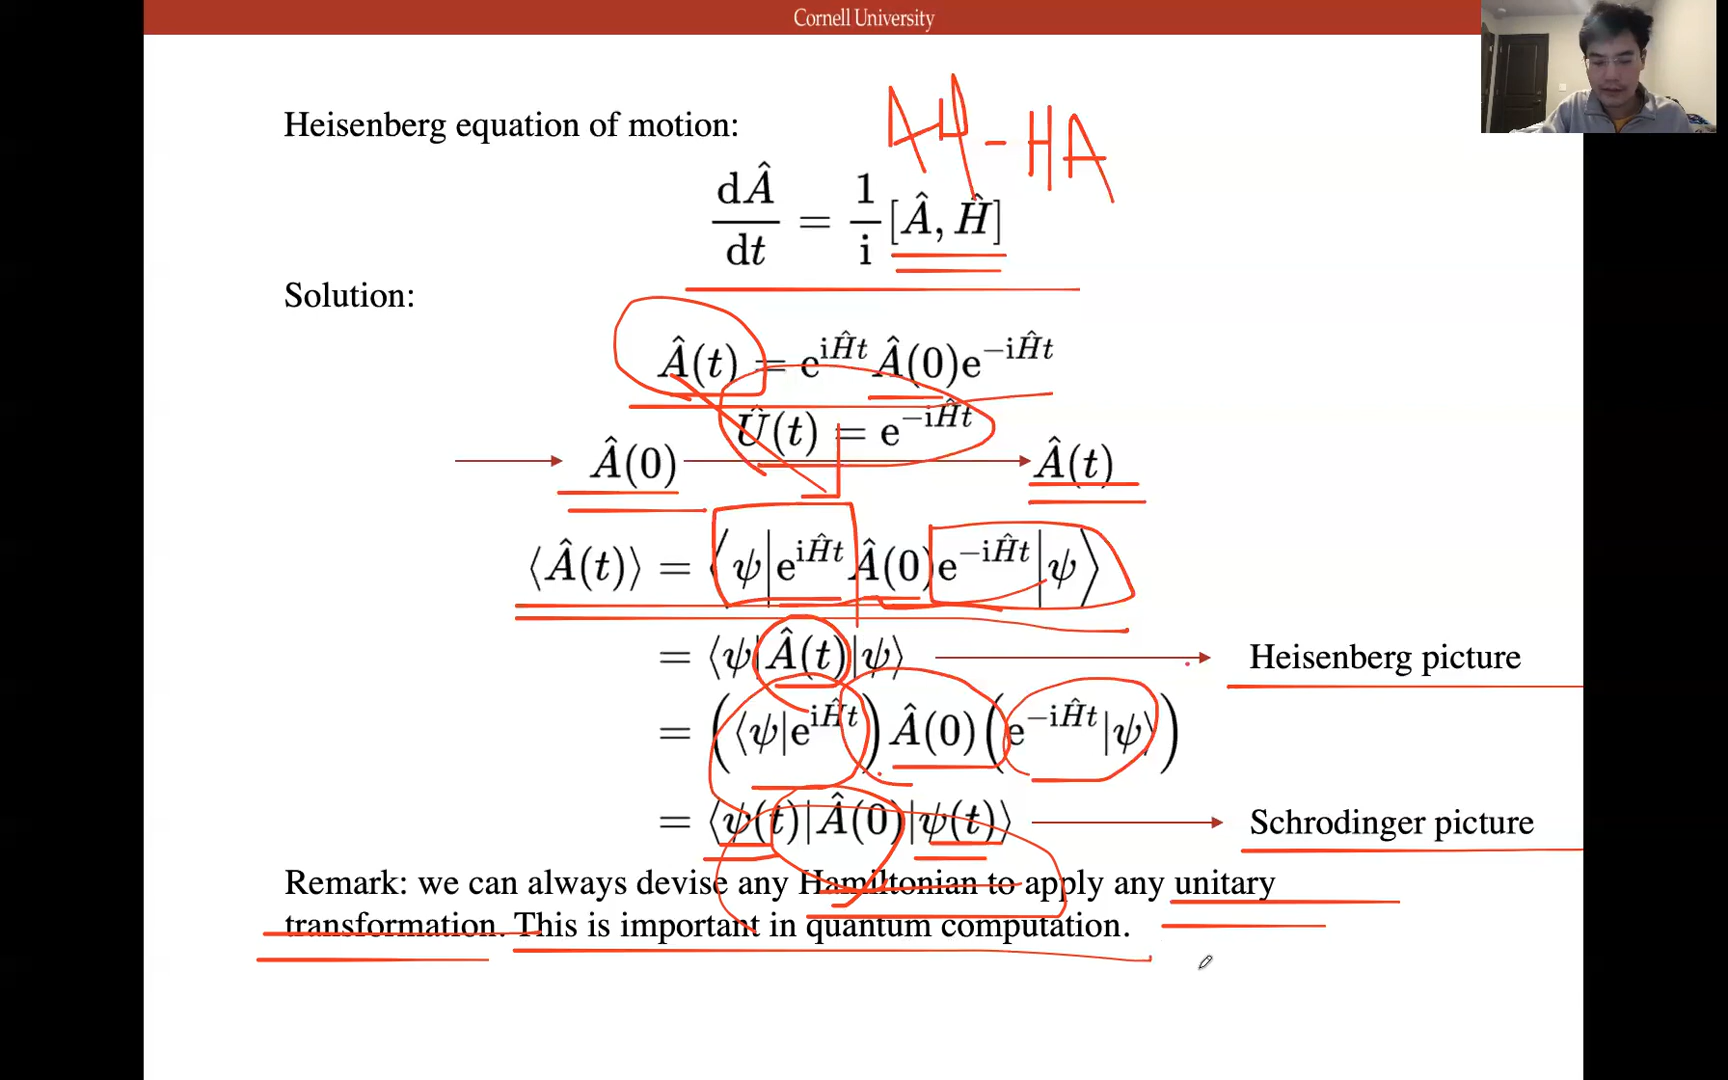 Cornell University
Heisenberg equation of motion:
AH - HA
dÂ/dt = 1/i [Â, Ĥ]
Solution:
Â(t) = e^{iĤt} Â(0)e^{−iĤt}
Û(t) = e^{−iĤt}
Â(0) Â(t)
⟨Â(t)⟩ = ⟨ψ|e^{iĤt} Â(0)e^{−iĤt}|ψ⟩
= ⟨ψ|Â(t)|ψ⟩ Heisenberg picture
= (⟨ψ|e^{iĤt}) Â(0) (e^{−iĤt}|ψ⟩)
= ⟨ψ(t)|Â(0)|ψ(t)⟩ Schrodinger picture
Remark: we can always devise any Hamiltonian to apply any unitary
transformation. This is important in quantum computation.